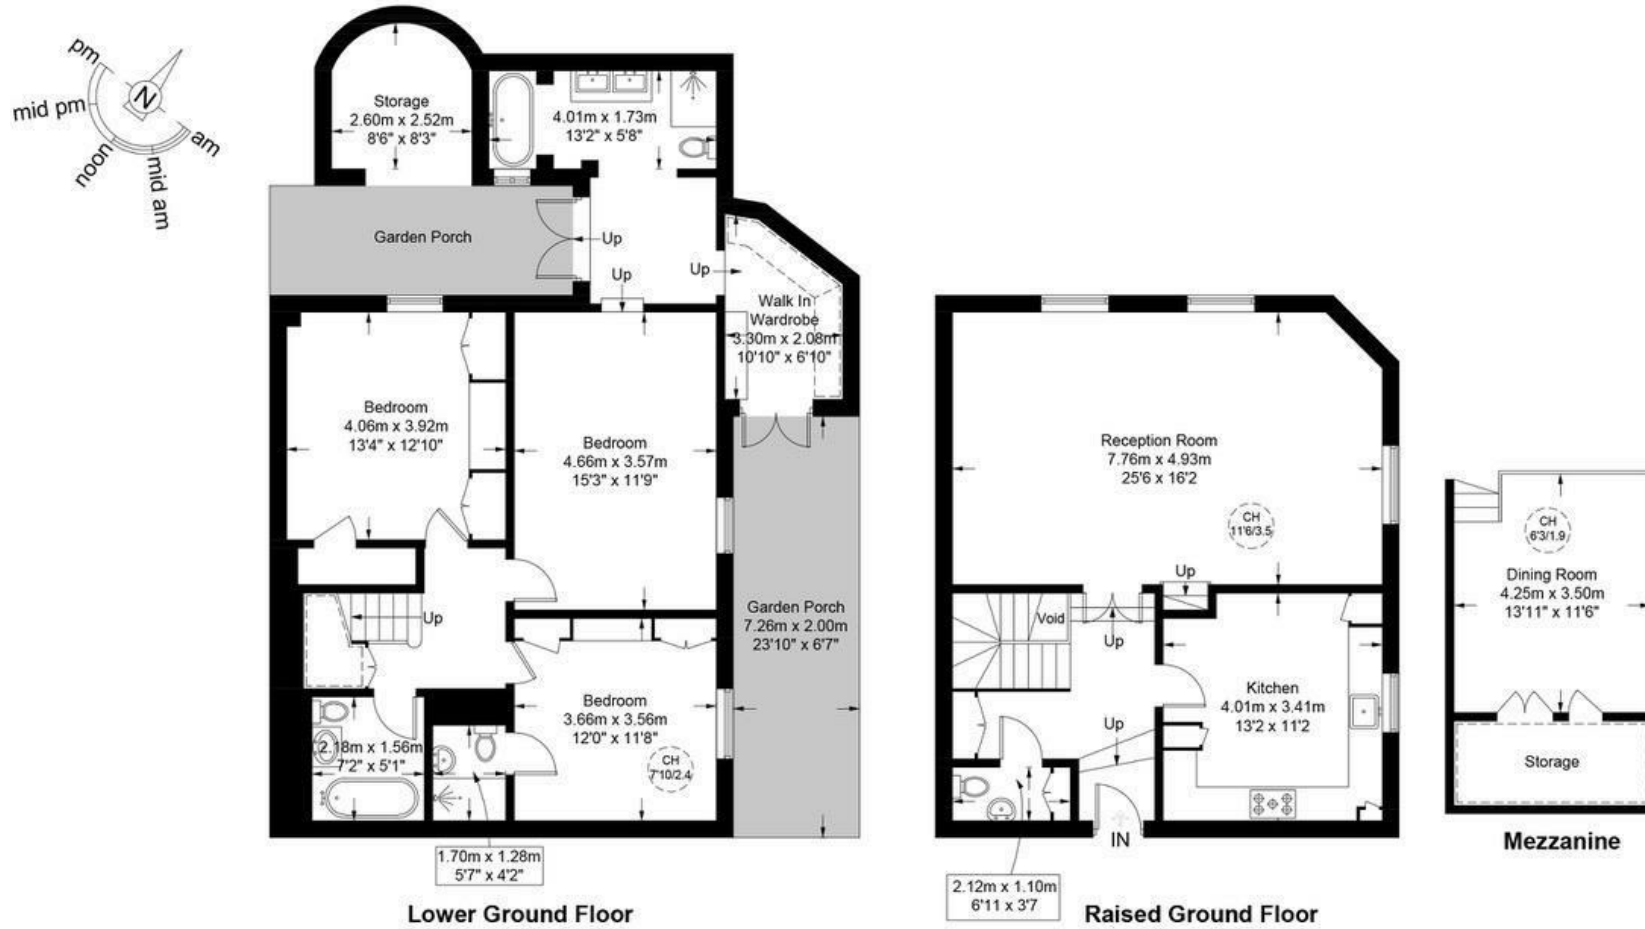 pm
mid pm
noon
mid am
am
N
Storage
2.60m x 2.52m
8'6" x 8'3"
4.01m x 1.73m
13'2" x 5'8"
Garden Porch
Up
Up
Up
Walk In
Wardrobe
3.30m x 2.08m
10'10" x 6'10"
Bedroom
4.06m x 3.92m
13'4" x 12'10"
Bedroom
4.66m x 3.57m
15'3" x 11'9"
Up
Garden Porch
7.26m x 2.00m
23'10" x 6'7"
Bedroom
3.66m x 3.56m
12'0" x 11'8"
CH
7'10/2.4
2.18m x 1.56m
7'2" x 5'1"
1.70m x 1.28m
5'7" x 4'2"
Lower Ground Floor
Reception Room
7.76m x 4.93m
25'6 x 16'2
CH
11'6/3.5
Up
Void
Up
Kitchen
4.01m x 3.41m
13'2 x 11'2
Up
IN
2.12m x 1.10m
6'11 x 3'7
Raised Ground Floor
CH
6'3/1.9
Dining Room
4.25m x 3.50m
13'11" x 11'6"
Storage
Mezzanine